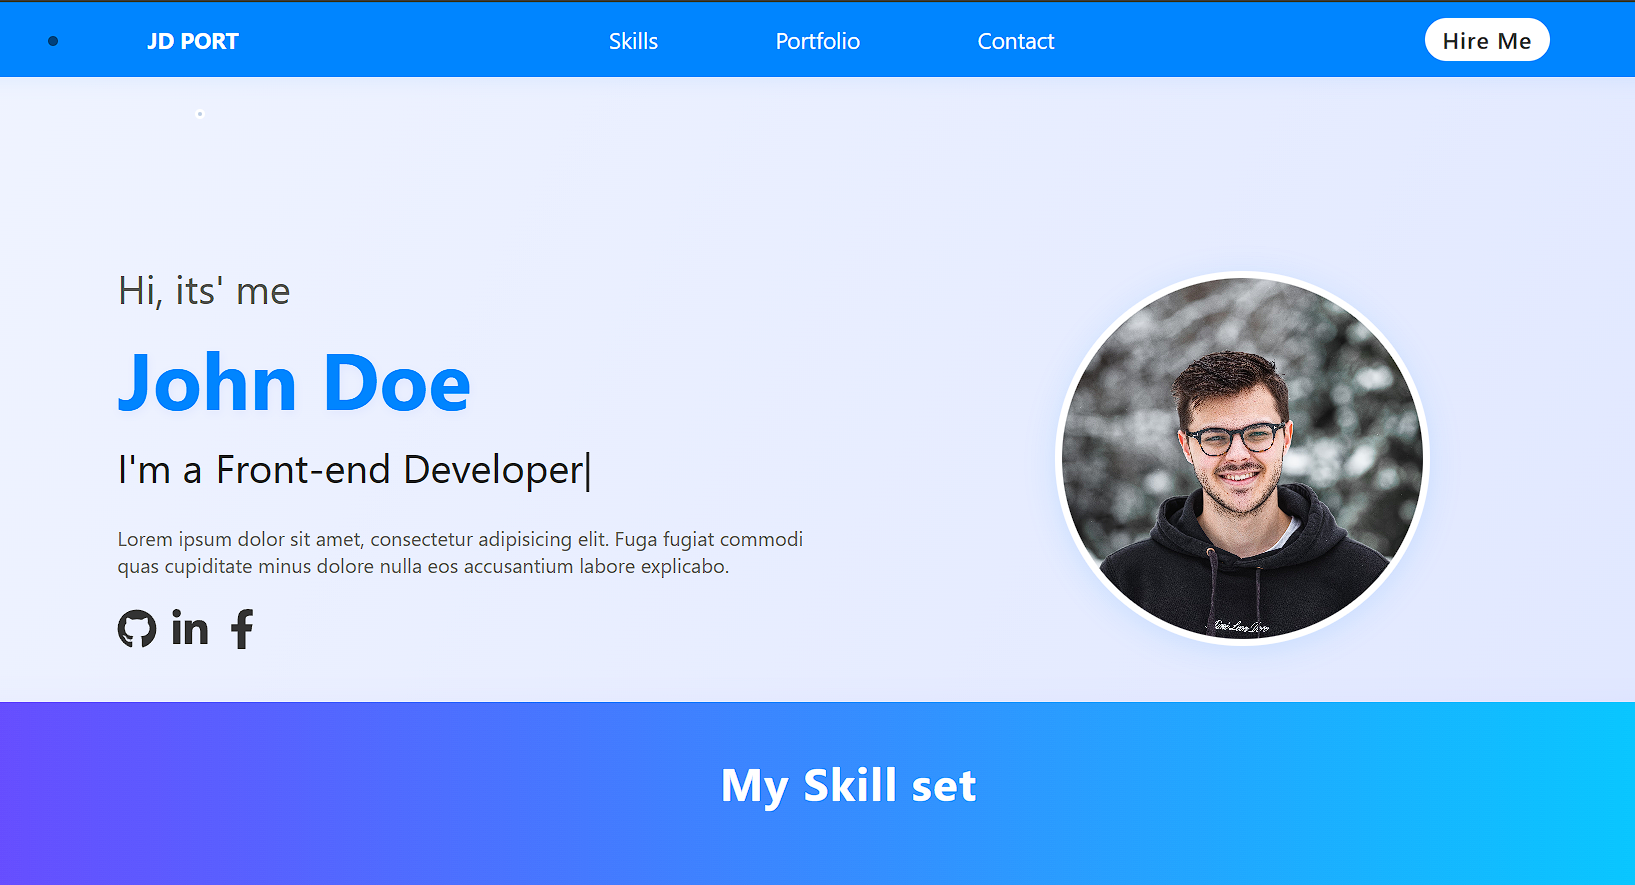 JD PORT
Skills
Portfolio
Contact
Hire Me
Hi, its' me
John Doe
I'm a Front-end Developer|
Lorem ipsum dolor sit amet, consectetur adipisicing elit. Fuga fugiat commodi
quas cupiditate minus dolore nulla eos accusantium labore explicabo.
in
My Skill set